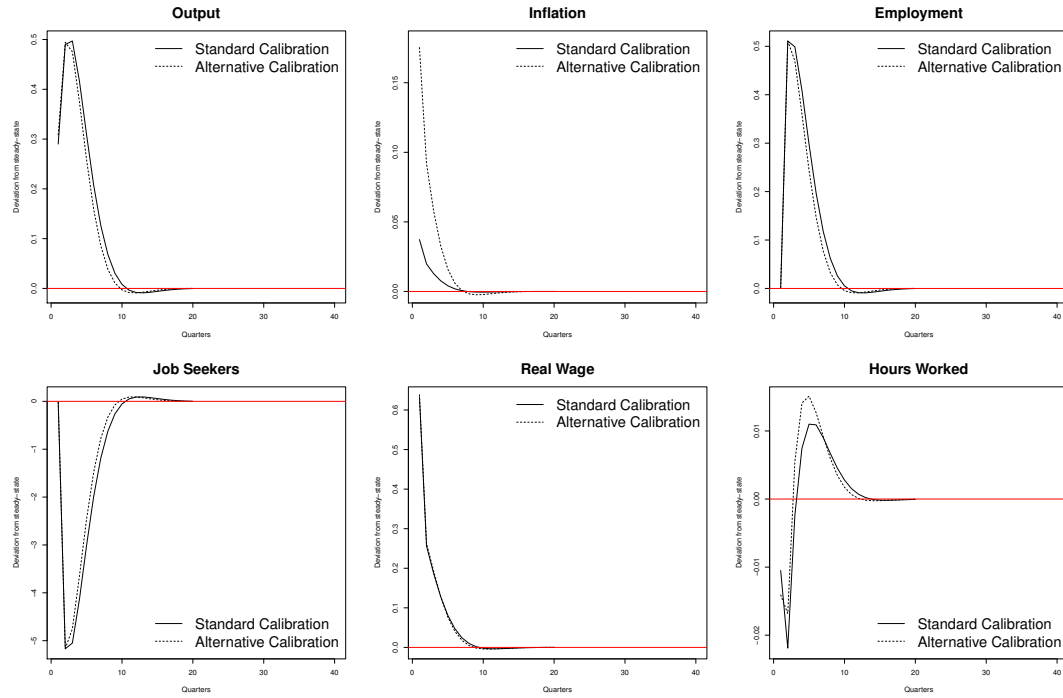 Output
Standard Calibration
Alternative Calibration
Deviation from steady-state
0.0
0.1
0.2
0.3
0.4
0.5
0 10 20 30 40
Quarters
Inflation
Standard Calibration
Alternative Calibration
Deviation from steady-state
0.00
0.05
0.10
0.15
0 10 20 30 40
Quarters
Employment
Standard Calibration
Alternative Calibration
Deviation from steady-state
0.0
0.1
0.2
0.3
0.4
0.5
0 10 20 30 40
Quarters
Job Seekers
Standard Calibration
Alternative Calibration
Deviation from steady-state
-5
-4
-3
-2
-1
0
0 10 20 30 40
Quarters
Real Wage
Standard Calibration
Alternative Calibration
Deviation from steady-state
0.0
0.1
0.2
0.3
0.4
0.5
0.6
0 10 20 30 40
Quarters
Hours Worked
Standard Calibration
Alternative Calibration
Deviation from steady-state
-0.02
-0.01
0.00
0.01
0 10 20 30 40
Quarters